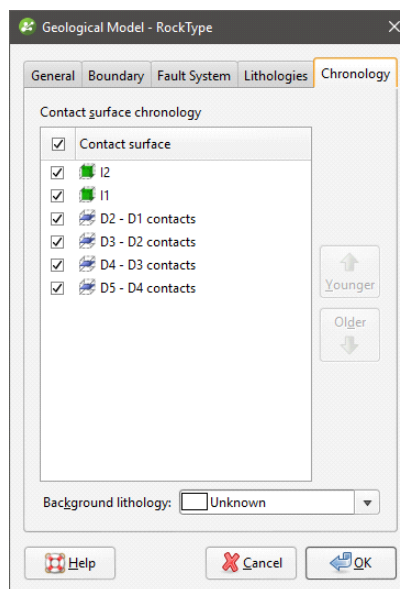 Geological Model - RockType
General Boundary Fault System Lithologies Chronology
Contact surface chronology
Contact surface
I2
I1
D2 - D1 contacts
D3 - D2 contacts
D4 - D3 contacts
D5 - D4 contacts
Younger
Older
Background lithology: Unknown
Help Cancel OK